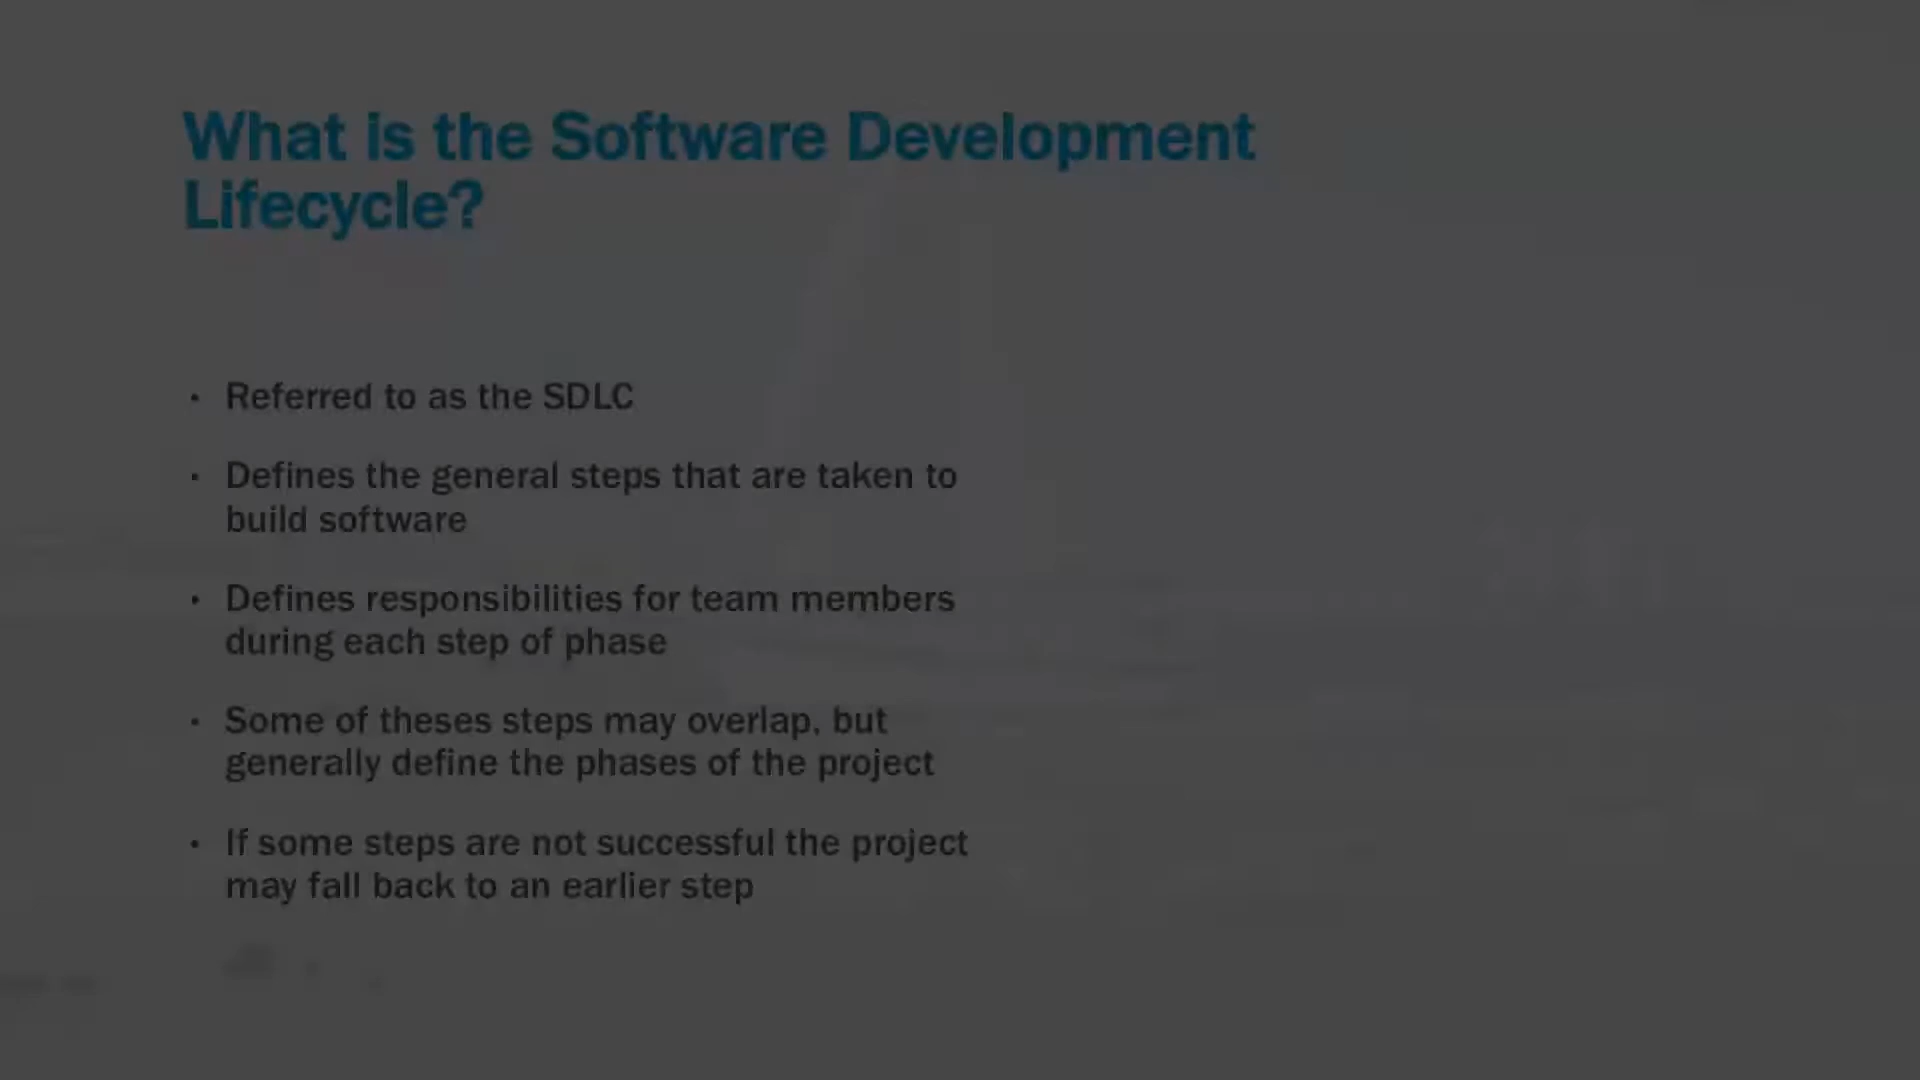 What is the Software Development
Lifecycle?
• Referred to as the SDLC
• Defines the general steps that are taken to
build software
• Defines responsibilities for team members
during each step of phase
• Some of theses steps may overlap, but
generally define the phases of the project
• If some steps are not successful the project
may fall back to an earlier step